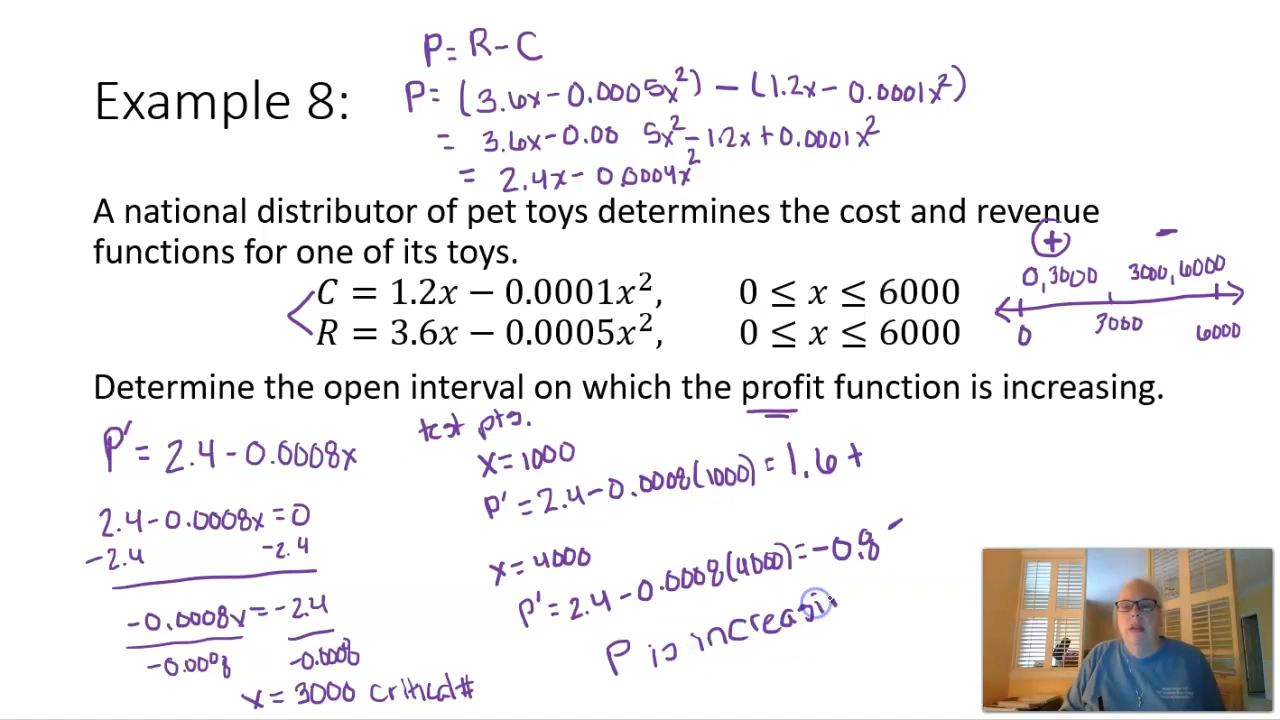 P= R-C
Example 8:
P= (3.6x-0.0005x²) - (1.2x-0.0001x²)
= 3.6x-0.00 5x²-1.2x+0.0001x²
= 2.4x-0.0004x²
A national distributor of pet toys determines the cost and revenue
functions for one of its toys.
+ -
0,3000 3000,6000
C = 1.2x − 0.0001x², 0 ≤ x ≤ 6000
R = 3.6x − 0.0005x², 0 ≤ x ≤ 6000
0 3000 6000
Determine the open interval on which the profit function is increasing.
P' = 2.4-0.0008x
2.4-0.0008x=0
-2.4 -2.4
-0.0008x=-2.4
-0.0008 -0.0008
x=3000 critical#
test pts.
x=1000
P' = 2.4-0.0008(1000)=1.6 +
x=4000
P' = 2.4-0.0008(4000)=-0.8 -
P is increasin